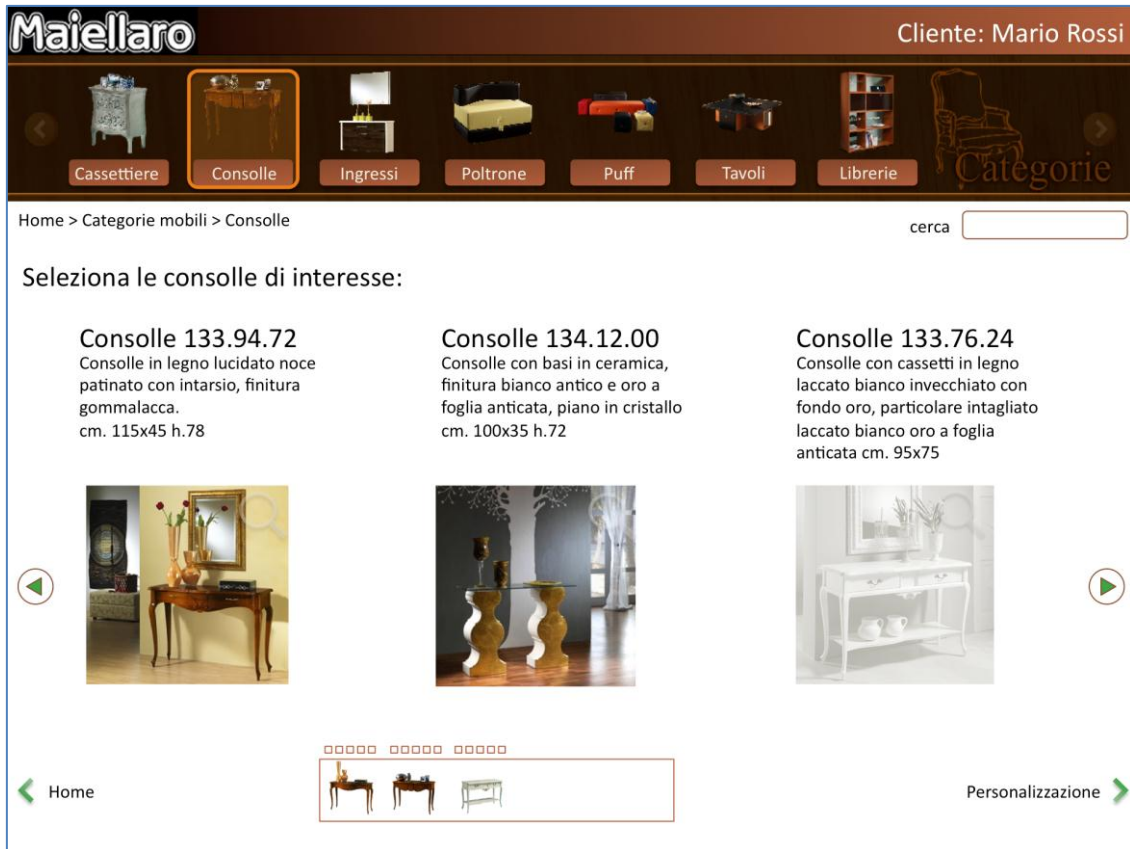 Maiellaro
Cliente: Mario Rossi
Cassettiere
Consolle
Ingressi
Poltrone
Puff
Tavoli
Librerie
Categorie
Home > Categorie mobili > Consolle
cerca
Seleziona le consolle di interesse:
Consolle 133.94.72
Consolle in legno lucidato noce
patinato con intarsio, finitura
gommalacca.
cm. 115x45 h.78
Consolle 134.12.00
Consolle con basi in ceramica,
finitura bianco antico e oro a
foglia anticata, piano in cristallo
cm. 100x35 h.72
Consolle 133.76.24
Consolle con cassetti in legno
laccato bianco invecchiato con
fondo oro, particolare intagliato
laccato bianco oro a foglia
anticata cm. 95x75
Home
Personalizzazione